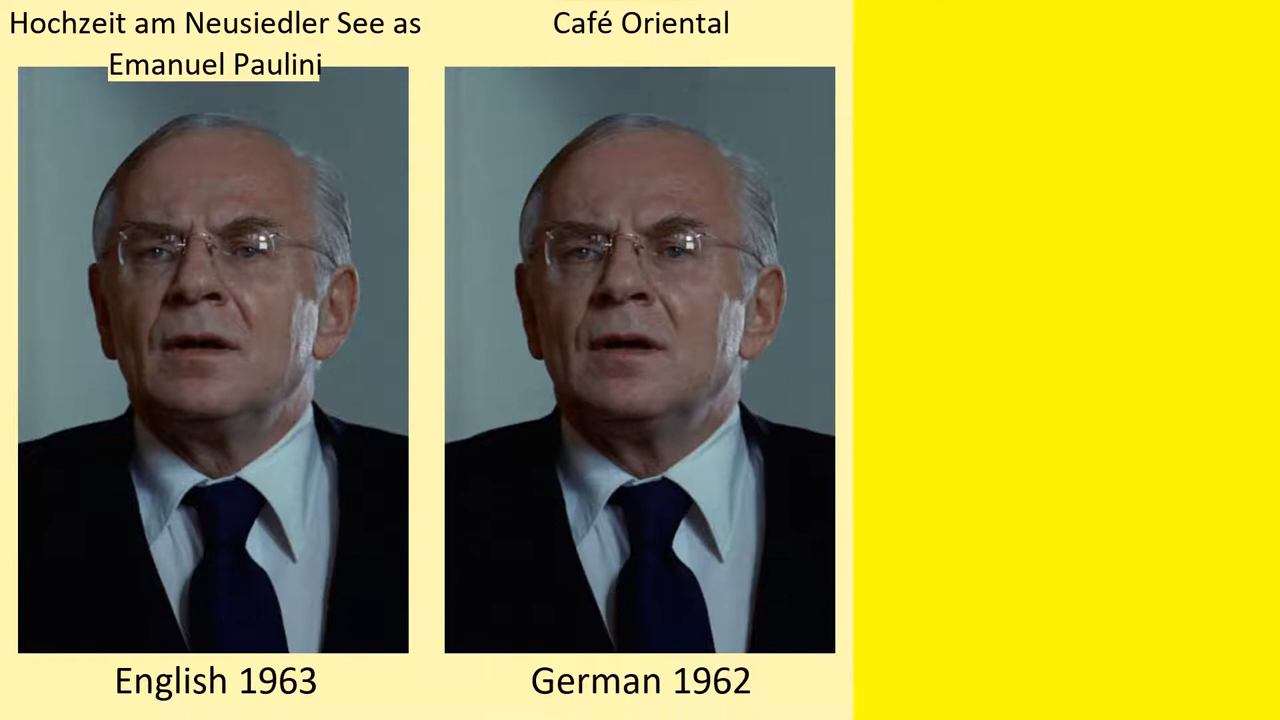 Hochzeit am Neusiedler See as
Emanuel Paulini
Café Oriental
English 1963
German 1962